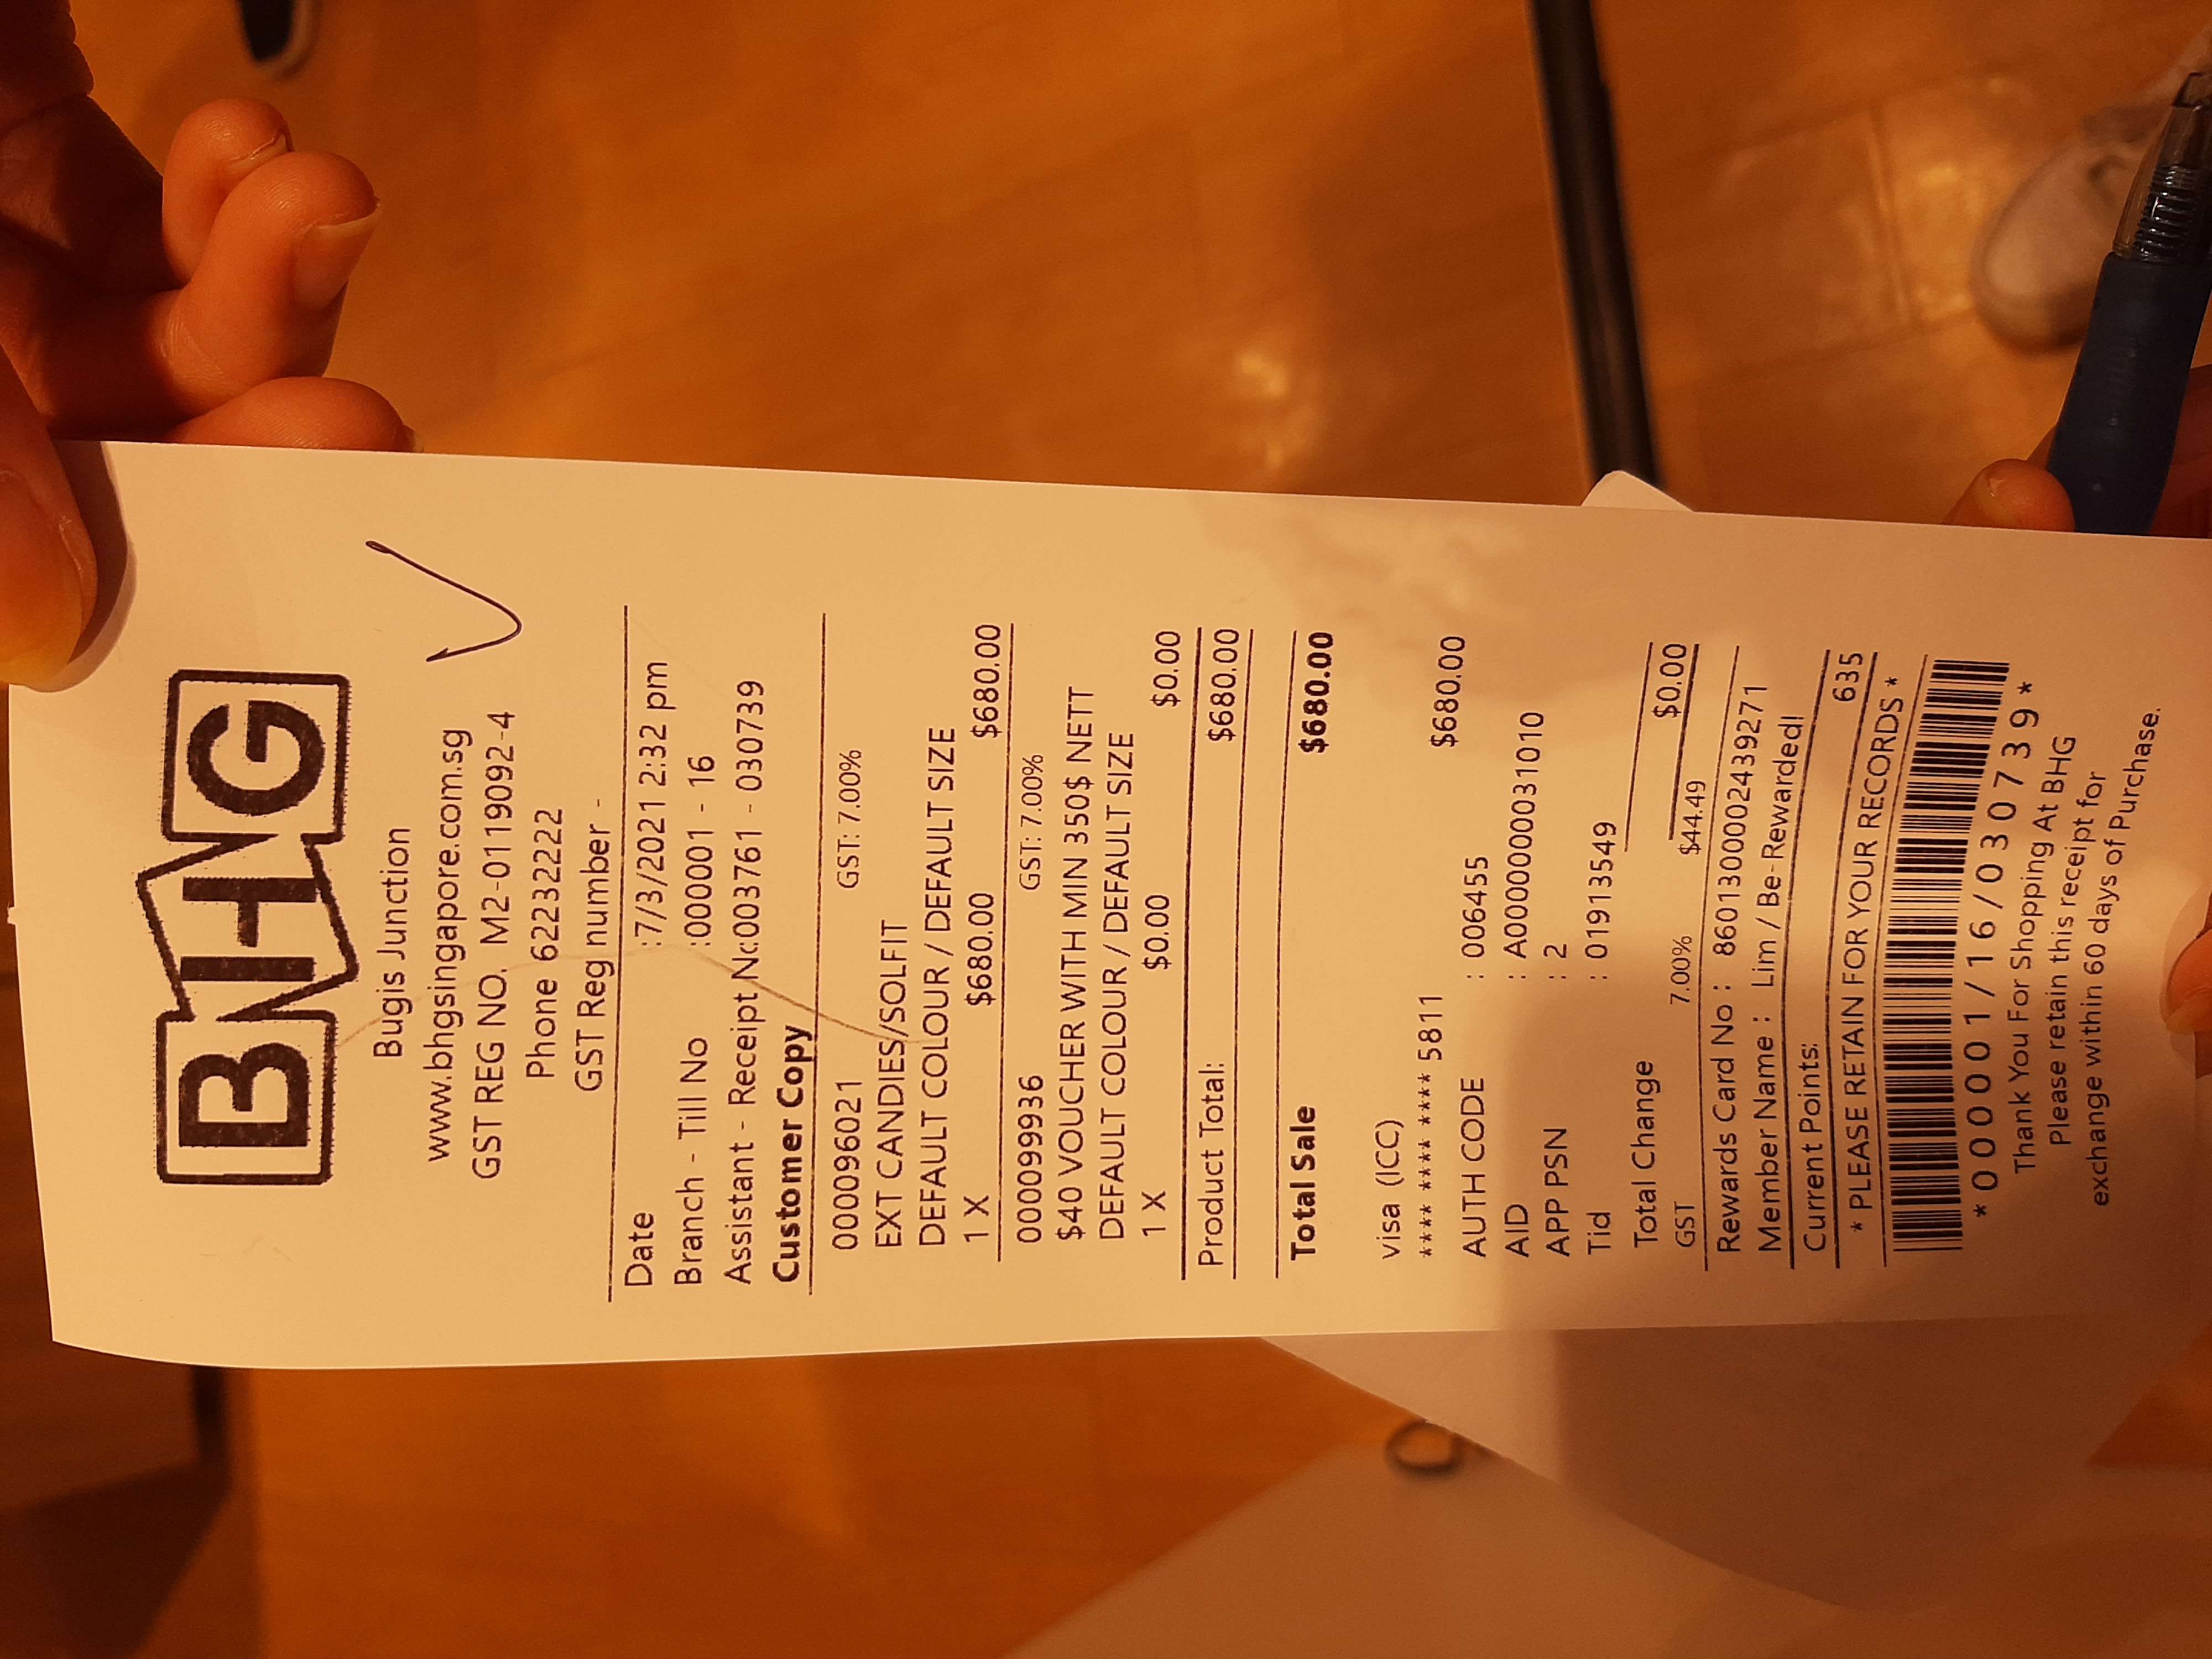 BHG
Bugis Junction
www.bhgsingapore.com.sg
GST REG NO. M2-0119092-4
Phone 62232222
GST Reg number -
Date :7/3/2021 2:32 pm
Branch - Till No :000001 - 16
Assistant - Receipt Nc003761 - 030739
Customer Copy
000096021 GST: 7.00%
EXT CANDIES/SOLFIT
DEFAULT COLOUR / DEFAULT SIZE
1 X $680.00 $680.00
000099936 GST: 7.00%
$40 VOUCHER WITH MIN 350$ NETT
DEFAULT COLOUR / DEFAULT SIZE
1 X $0.00 $0.00
Product Total: $680.00
Total Sale $680.00
Visa (ICC) $680.00
**** **** **** 5811
AUTH CODE : 006455
AID : A0000000031010
APP PSN : 2
Tid : 01913549
Total Change $0.00
GST 7.00% $44.49
Rewards Card No : 8601300002439271
Member Name : Lim / Be-Rewarded!
Current Points: 635
* PLEASE RETAIN FOR YOUR RECORDS *
*00001/16/030739*
Thank You For Shopping At BHG
Please retain this receipt for
exchange within 60 days of Purchase.